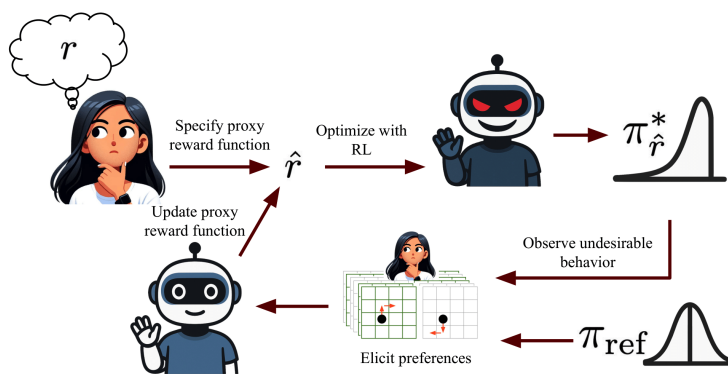 r
Specify proxy
reward function
r̂
Optimize with
RL
π*r̂
Update proxy
reward function
Observe undesirable
behavior
Elicit preferences
πref